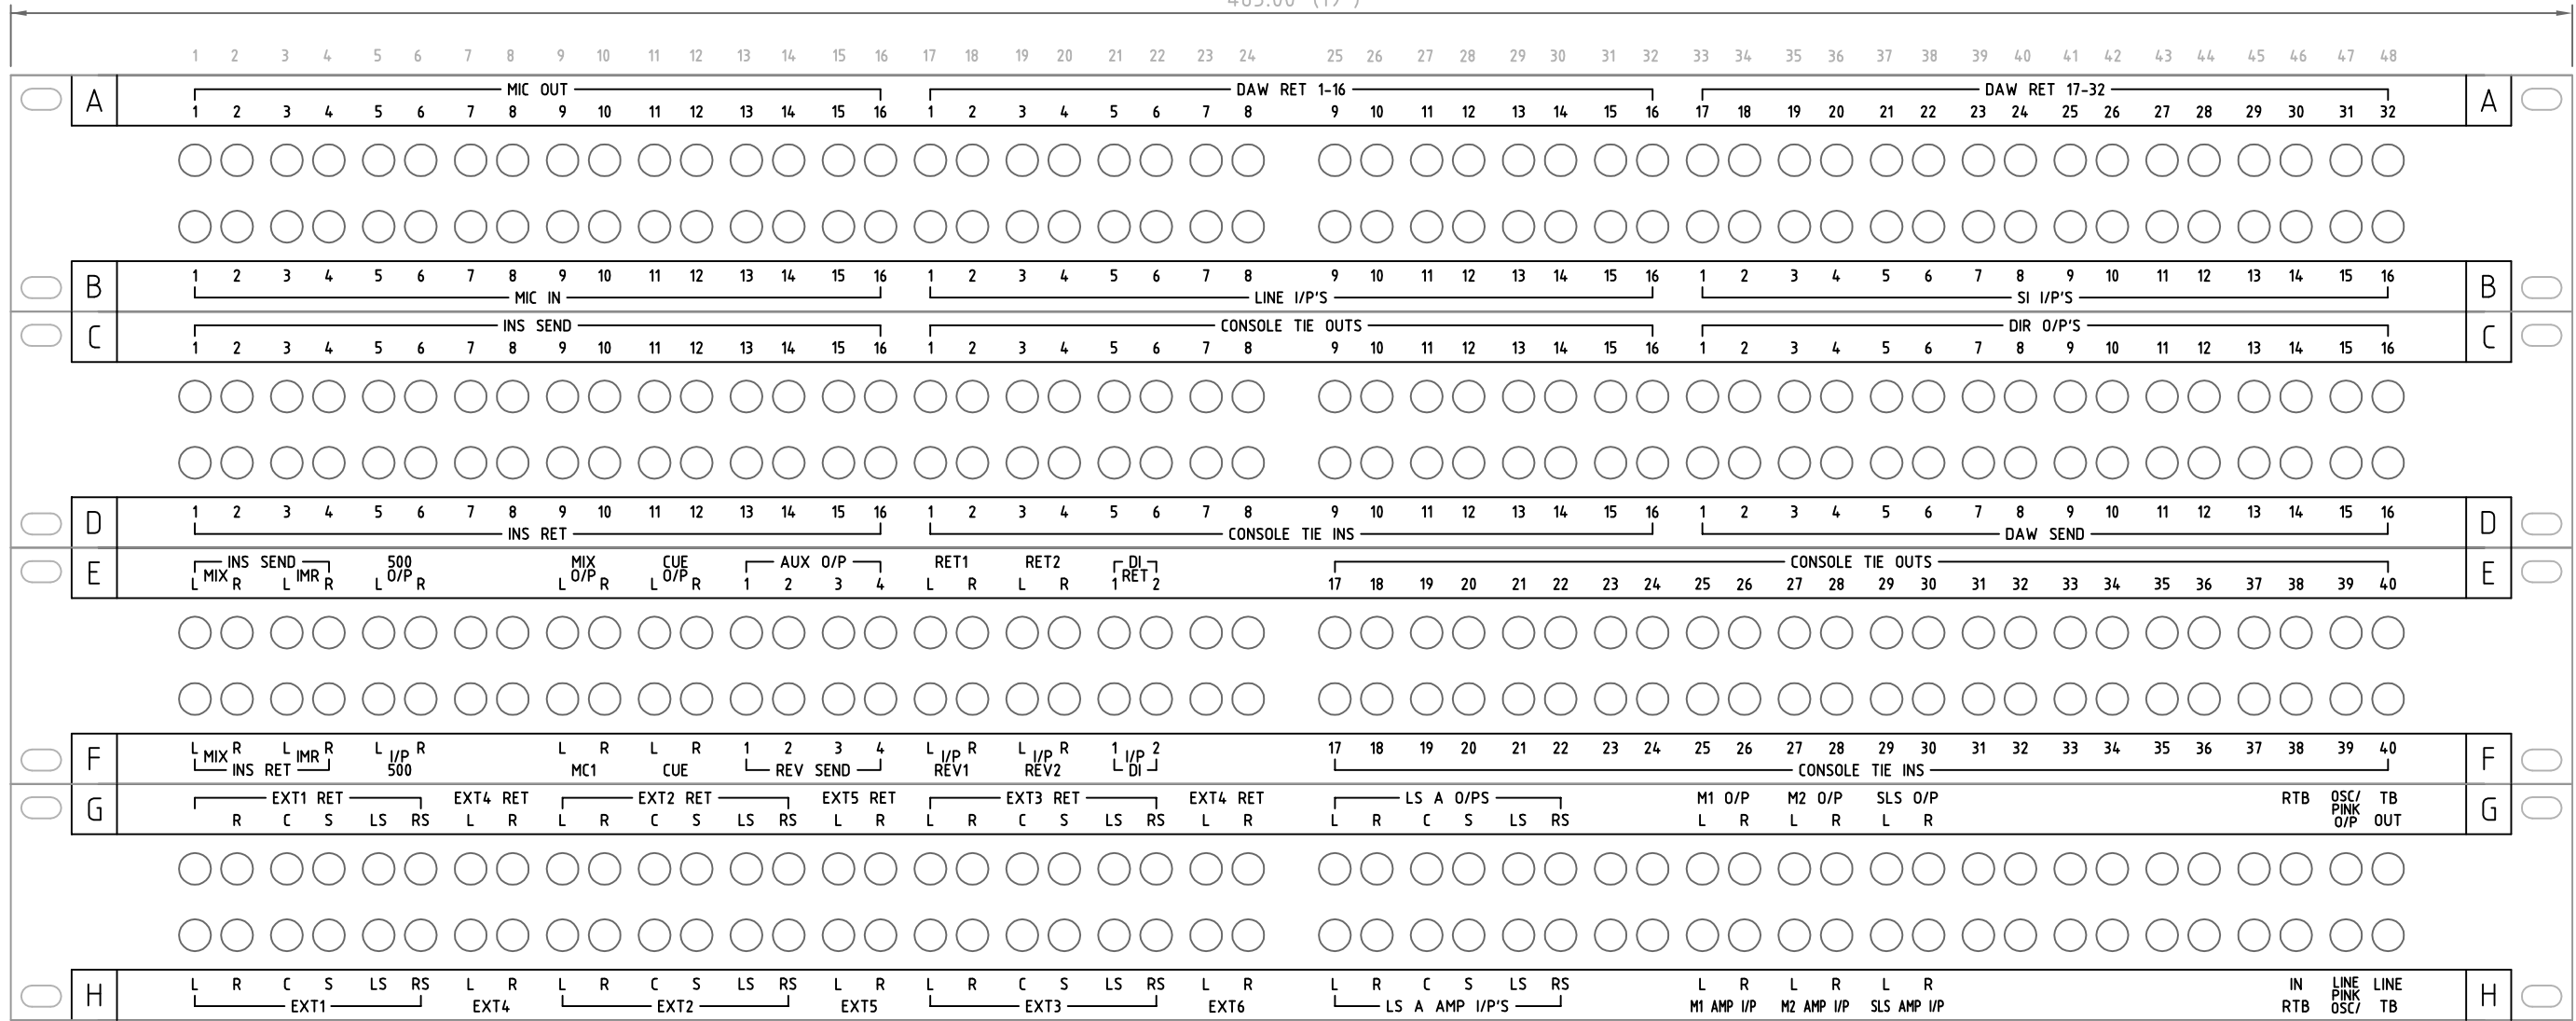 483.00 (19")
1 2 3 4 5 6 7 8 9 10 11 12 13 14 15 16 17 18 19 20 21 22 23 24 25 26 27 28 29 30 31 32 33 34 35 36 37 38 39 40 41 42 43 44 45 46 47 48
A MIC OUT DAW RET 1-16 DAW RET 17-32 A
1 2 3 4 5 6 7 8 9 10 11 12 13 14 15 16 1 2 3 4 5 6 7 8 9 10 11 12 13 14 15 16 17 18 19 20 21 22 23 24 25 26 27 28 29 30 31 32
B 1 2 3 4 5 6 7 8 9 10 11 12 13 14 15 16 1 2 3 4 5 6 7 8 9 10 11 12 13 14 15 16 1 2 3 4 5 6 7 8 9 10 11 12 13 14 15 16 B
MIC IN LINE I/P'S SI I/P'S
C INS SEND CONSOLE TIE OUTS DIR O/P'S C
1 2 3 4 5 6 7 8 9 10 11 12 13 14 15 16 1 2 3 4 5 6 7 8 9 10 11 12 13 14 15 16 1 2 3 4 5 6 7 8 9 10 11 12 13 14 15 16
D 1 2 3 4 5 6 7 8 9 10 11 12 13 14 15 16 1 2 3 4 5 6 7 8 9 10 11 12 13 14 15 16 1 2 3 4 5 6 7 8 9 10 11 12 13 14 15 16 D
INS RET CONSOLE TIE INS DAW SEND
E INS SEND 500 MIX CUE AUX O/P RET1 RET2 DI CONSOLE TIE OUTS E
MIX IMR O/P O/P O/P RET
L R L R L R L R L R 1 2 3 4 L R L R 1 2 17 18 19 20 21 22 23 24 25 26 27 28 29 30 31 32 33 34 35 36 37 38 39 40
F L R L R L R L R L R 1 2 3 4 L R L R 1 2 17 18 19 20 21 22 23 24 25 26 27 28 29 30 31 32 33 34 35 36 37 38 39 40 F
MIX IMR I/P I/P I/P I/P
INS RET 500 MC1 CUE REV SEND REV1 REV2 DI CONSOLE TIE INS
G EXT1 RET EXT4 RET EXT2 RET EXT5 RET EXT3 RET EXT4 RET LS A O/PS M1 O/P M2 O/P SLS O/P RTB OSC/ TB G
PINK
R C S LS RS L R L R C S LS RS L R L R C S LS RS L R L R C S LS RS L R L R L R O/P OUT
H L R C S LS RS L R L R C S LS RS L R L R C S LS RS L R L R C S LS RS L R L R L R IN LINE LINE H
PINK
EXT1 EXT4 EXT2 EXT5 EXT3 EXT6 LS A AMP I/P'S M1 AMP I/P M2 AMP I/P SLS AMP I/P RTB OSC/ TB